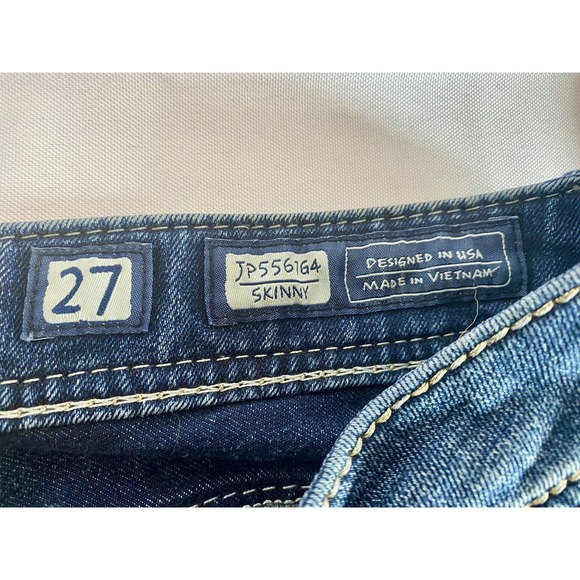 27
JP5561G4
SKINNY
DESIGNED IN USA
MADE IN VIETNAM